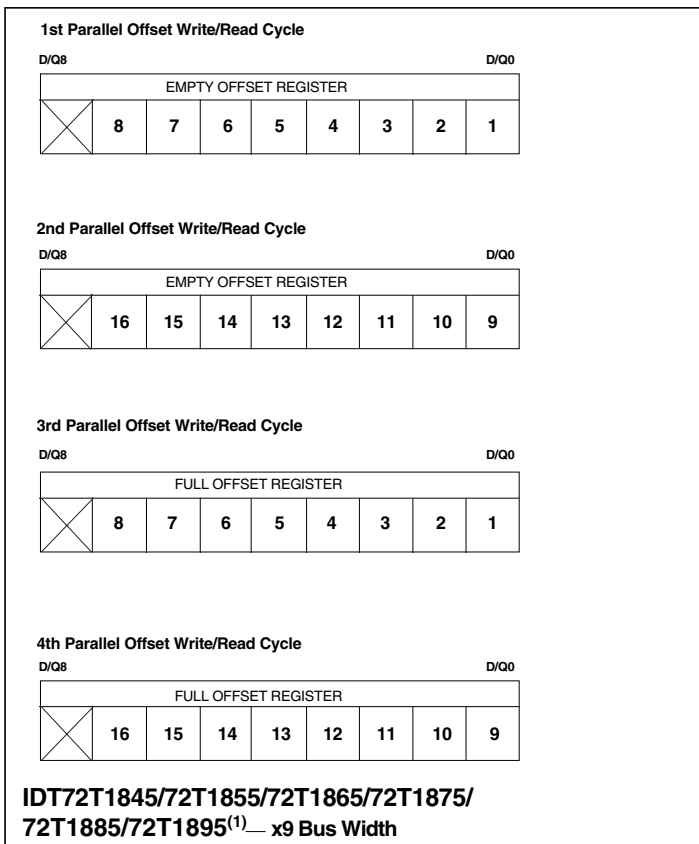 1st Parallel Offset Write/Read Cycle
D/Q8 D/Q0
EMPTY OFFSET REGISTER
8 7 6 5 4 3 2 1
2nd Parallel Offset Write/Read Cycle
D/Q8 D/Q0
EMPTY OFFSET REGISTER
16 15 14 13 12 11 10 9
3rd Parallel Offset Write/Read Cycle
D/Q8 D/Q0
FULL OFFSET REGISTER
8 7 6 5 4 3 2 1
4th Parallel Offset Write/Read Cycle
D/Q8 D/Q0
FULL OFFSET REGISTER
16 15 14 13 12 11 10 9
IDT72T1845/72T1855/72T1865/72T1875/
72T1885/72T1895(1)— x9 Bus Width